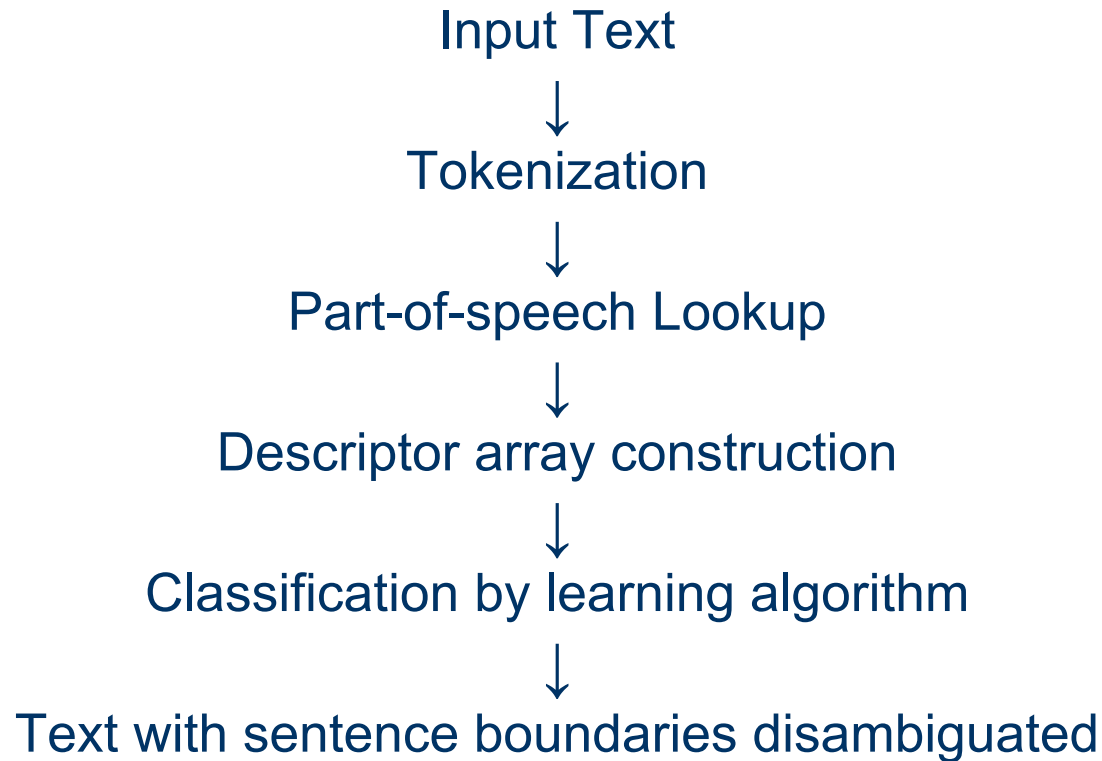 Input Text
↓
Tokenization
↓
Part-of-speech Lookup
↓
Descriptor array construction
↓
Classification by learning algorithm
↓
Text with sentence boundaries disambiguated